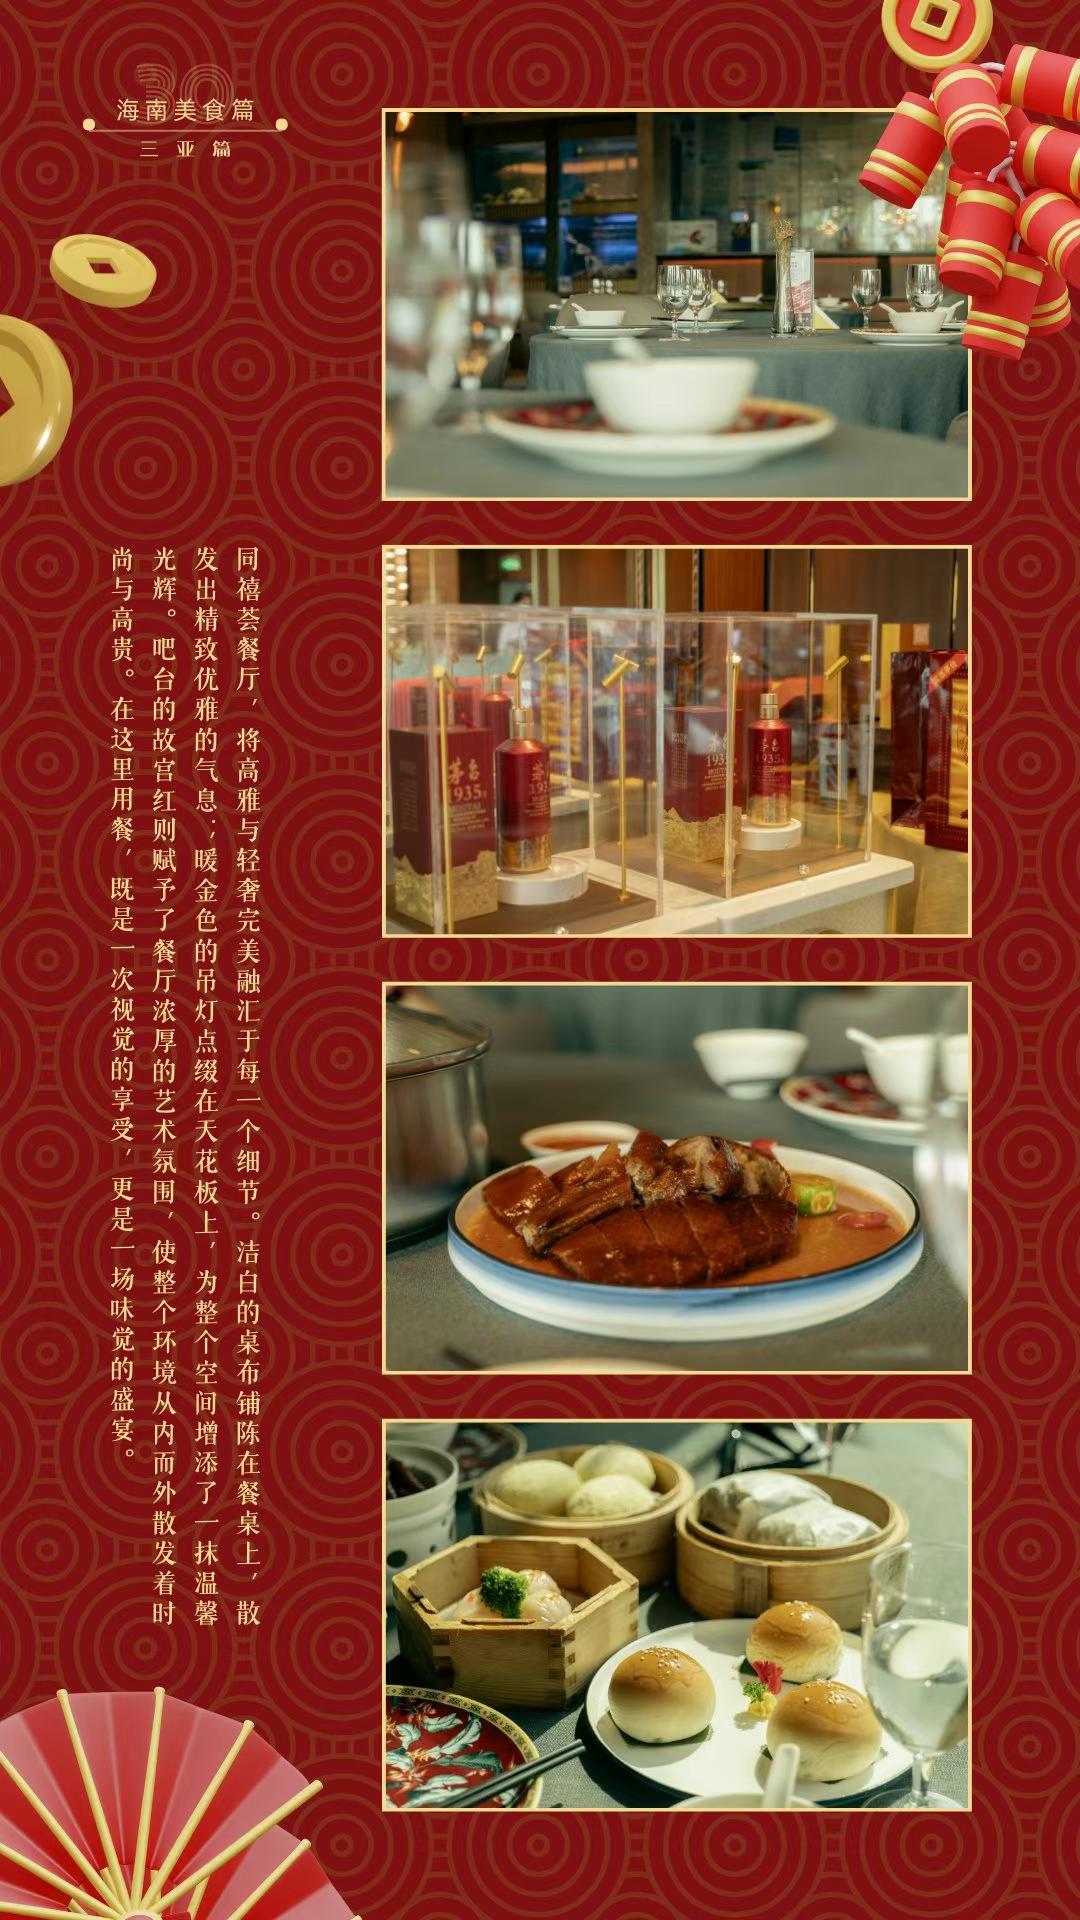 30
海南美食篇
三亚篇
同禧荟餐厅，将高雅与轻奢完美融汇于每一个细节。洁白的桌布铺陈在餐桌上，散
发出精致优雅的气息；暖金色的吊灯点缀在天花板上，为整个空间增添了一抹温馨
光辉。吧台的故宫红则赋予了餐厅浓厚的艺术氛围，使整个环境从内而外散发着时
尚与高贵。在这里用餐，既是一次视觉的享受，更是一场味觉的盛宴。
茅台
1935
茅台
1935